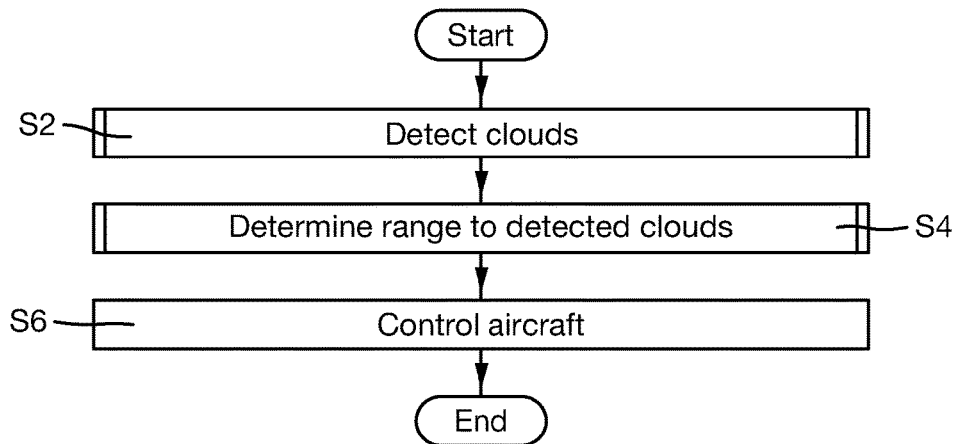 Start
S2
Detect clouds
Determine range to detected clouds
S4
S6
Control aircraft
End